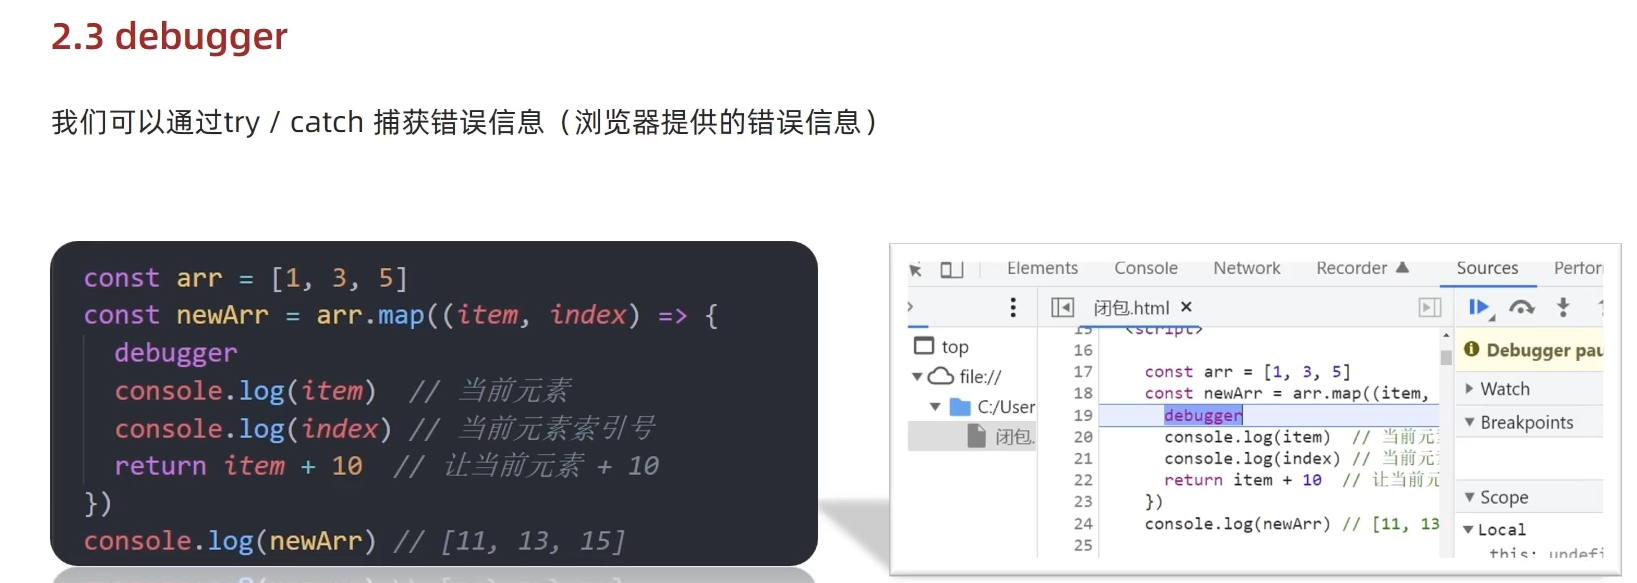 2.3 debugger
我们可以通过try / catch 捕获错误信息（浏览器提供的错误信息）
const arr = [1, 3, 5]
const newArr = arr.map((item, index) => {
debugger
console.log(item) // 当前元素
console.log(index) // 当前元素索引号
return item + 10 // 让当前元素 + 10
})
console.log(newArr) // [11, 13, 15]
Elements Console Network Recorder Sources Perfor
闭包.html ×
top
file://
C:/User
闭包.
15 <script>
16
17 const arr = [1, 3, 5]
18 const newArr = arr.map((item,
19 debugger
20 console.log(item) // 当前元
21 console.log(index) // 当前元
22 return item + 10 // 让当前元
23 })
24 console.log(newArr) // [11, 13
25
Debugger pau
Watch
Breakpoints
Scope
Local
this: undefi